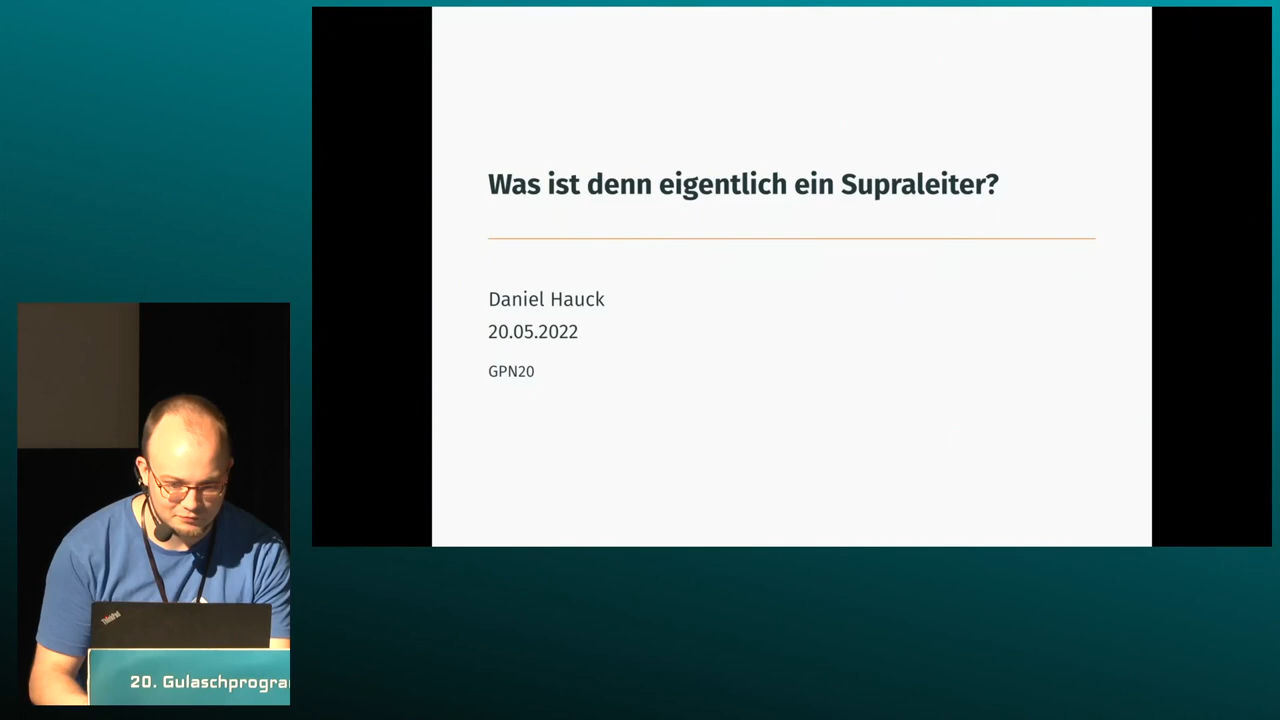 Was ist denn eigentlich ein Supraleiter?
Daniel Hauck
20.05.2022
GPN20
ThinkPad
20. Gulaschprogra